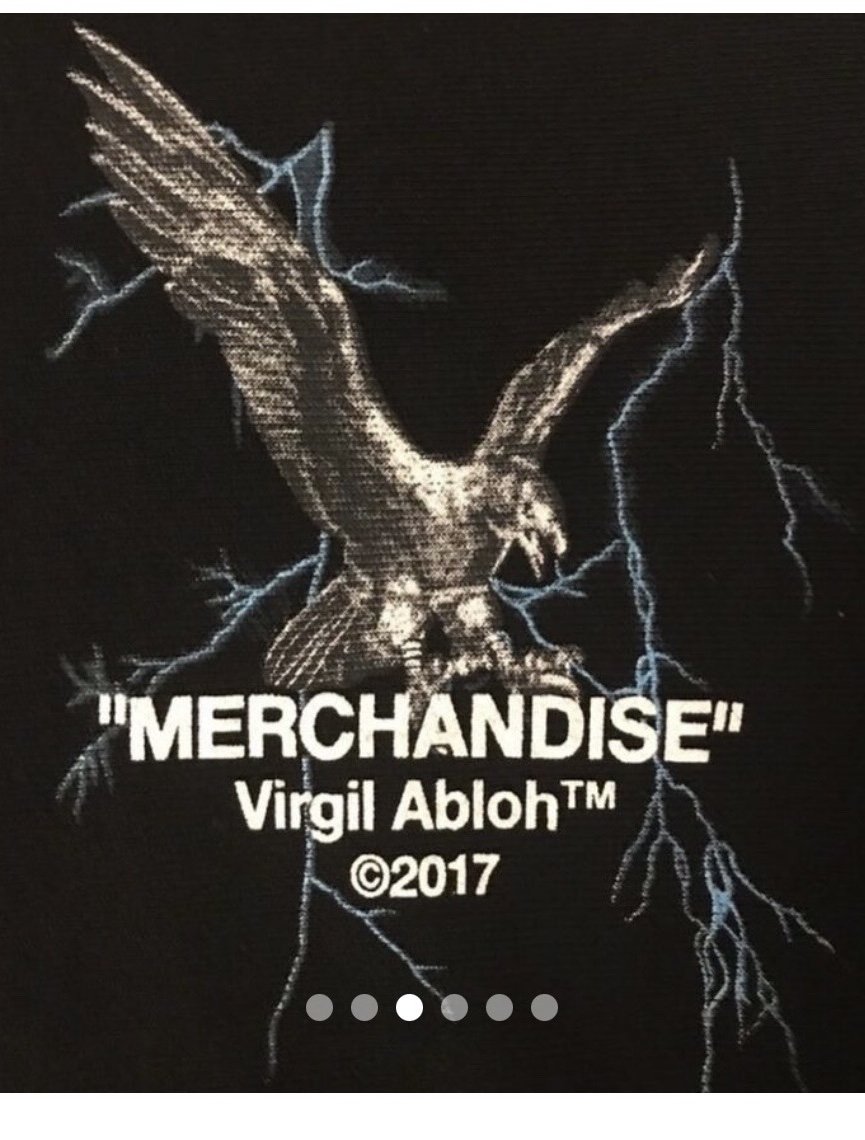 "MERCHANDISE"
Virgil Abloh™
©2017